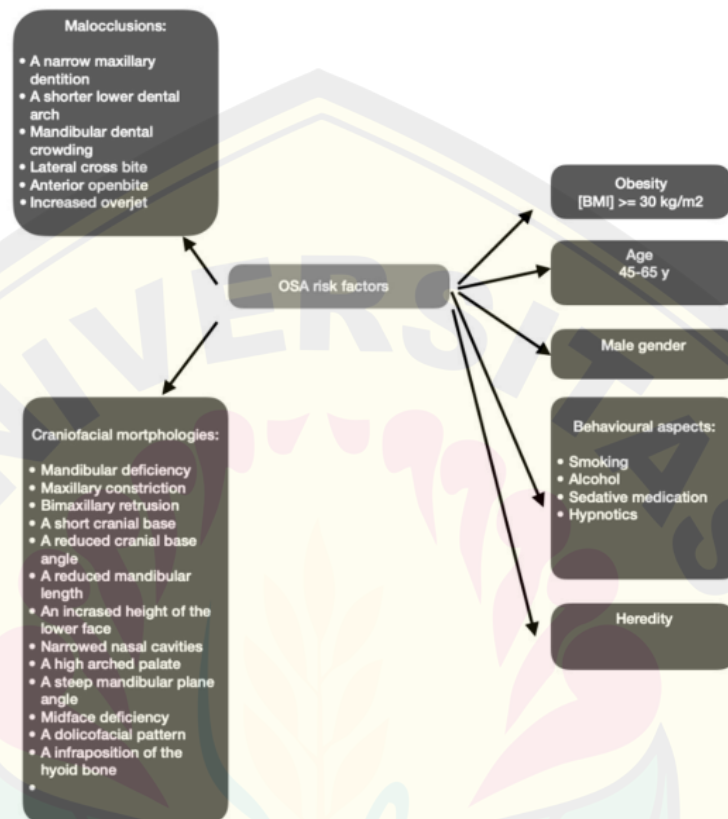 Malocclusions:
• A narrow maxillary
dentition
• A shorter lower dental
arch
• Mandibular dental
crowding
• Lateral cross bite
• Anterior openbite
• Increased overjet
OSA risk factors
Obesity
[BMI] >= 30 kg/m2
Age
45-65 y
Male gender
Behavioural aspects:
• Smoking
• Alcohol
• Sedative medication
• Hypnotics
Heredity
Craniofacial mortphologies:
• Mandibular deficiency
• Maxillary constriction
• Bimaxillary retrusion
• A short cranial base
• A reduced cranial base
angle
• A reduced mandibular
length
• An incrased height of the
lower face
• Narrowed nasal cavities
• A high arched palate
• A steep mandibular plane
angle
• Midface deficiency
• A dolicofacial pattern
• A infraposition of the
hyoid bone
•
UNIVERSITAS